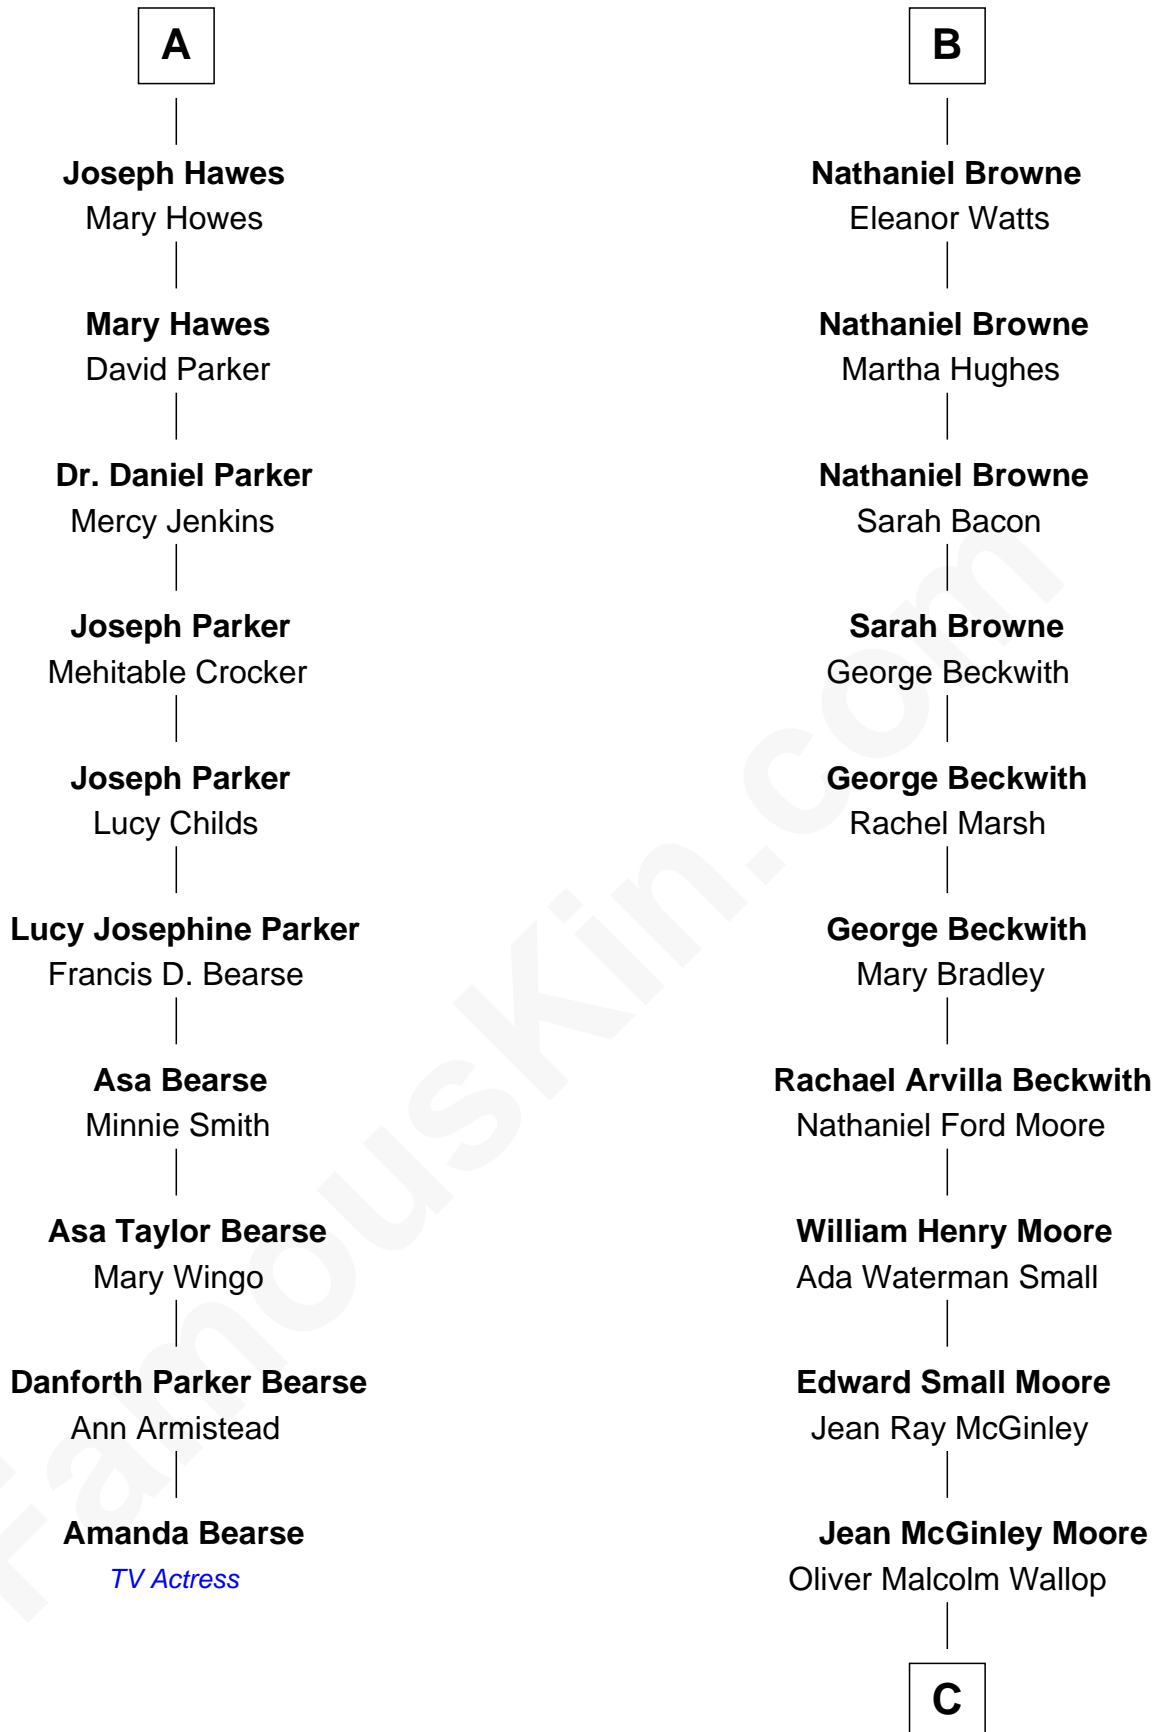 A
Joseph Hawes
Mary Howes
Mary Hawes
David Parker
Dr. Daniel Parker
Mercy Jenkins
Joseph Parker
Mehitable Crocker
Joseph Parker
Lucy Childs
Lucy Josephine Parker
Francis D. Bearse
Asa Bearse
Minnie Smith
Asa Taylor Bearse
Mary Wingo
Danforth Parker Bearse
Ann Armistead
Amanda Bearse
TV Actress
B
Nathaniel Browne
Eleanor Watts
Nathaniel Browne
Martha Hughes
Nathaniel Browne
Sarah Bacon
Sarah Browne
George Beckwith
George Beckwith
Rachel Marsh
George Beckwith
Mary Bradley
Rachael Arvilla Beckwith
Nathaniel Ford Moore
William Henry Moore
Ada Waterman Small
Edward Small Moore
Jean Ray McGinley
Jean McGinley Moore
Oliver Malcolm Wallop
C
FamousKin.com